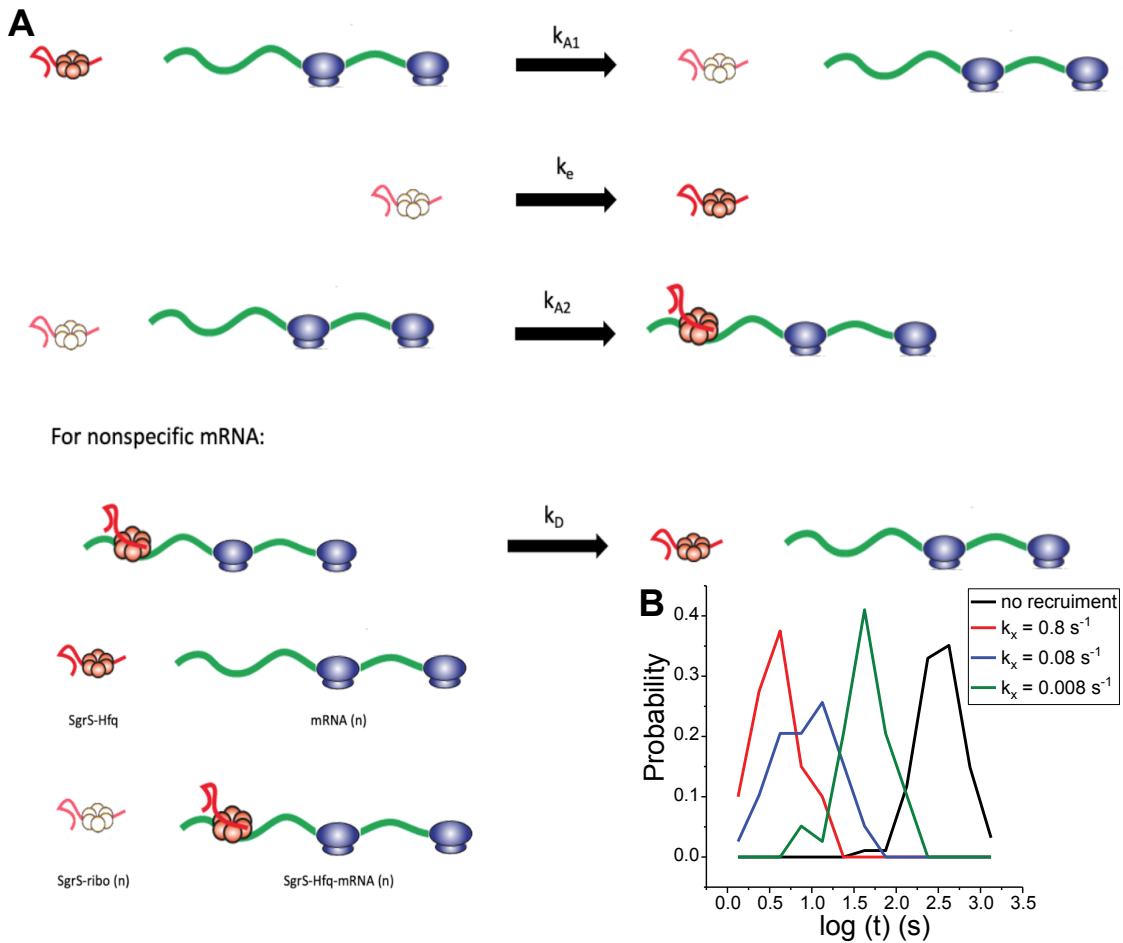 A
k_A1
k_e
k_A2
For nonspecific mRNA:
k_D
SgrS-Hfq
mRNA (n)
SgrS-ribo (n)
SgrS-Hfq-mRNA (n)
B
no recruiment
k_x = 0.8 s^-1
k_x = 0.08 s^-1
k_x = 0.008 s^-1
Probability
0.4
0.3
0.2
0.1
0.0
0.0 0.5 1.0 1.5 2.0 2.5 3.0 3.5
log (t) (s)